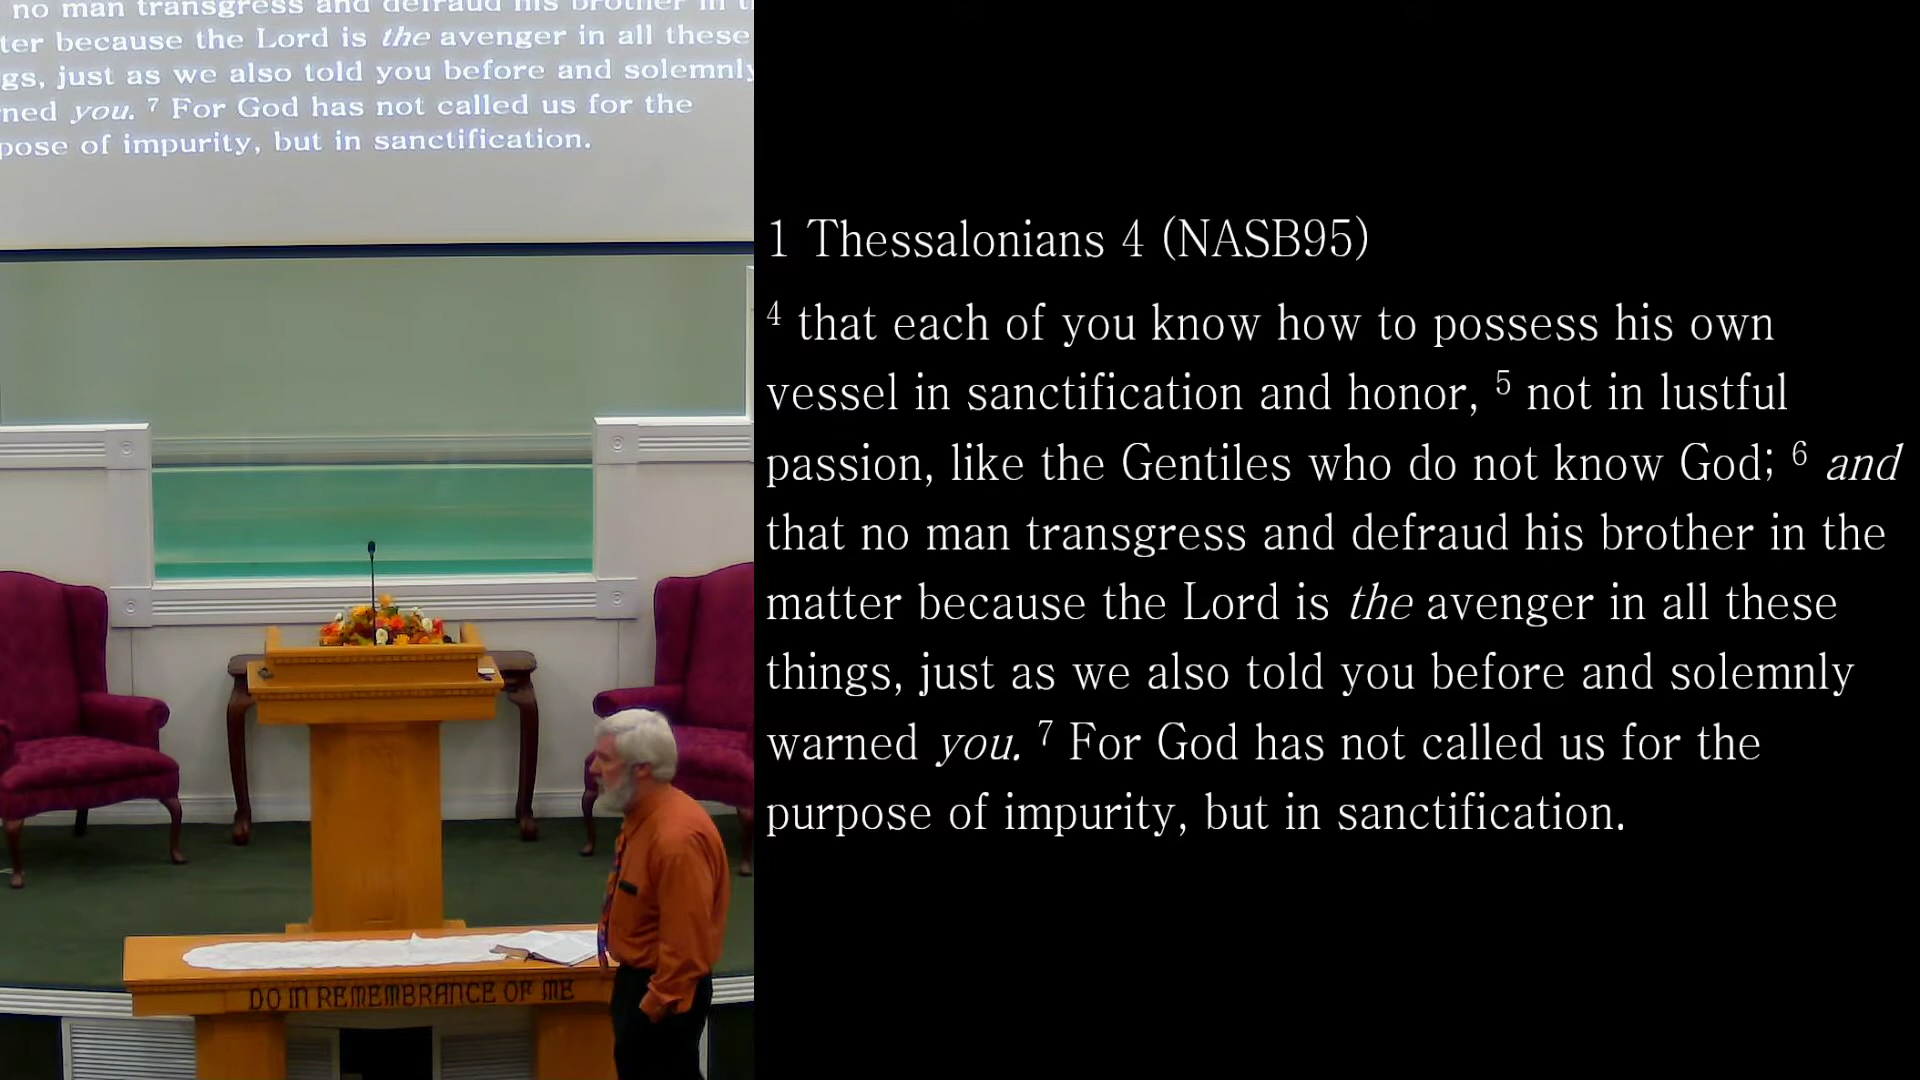 no man transgress and defraud his brother in
ter because the Lord is the avenger in all these
gs, just as we also told you before and solemnly
ned you. 7 For God has not called us for the
pose of impurity, but in sanctification.
DO IN REMEMBRANCE OF ME
1 Thessalonians 4 (NASB95)
4 that each of you know how to possess his own
vessel in sanctification and honor, 5 not in lustful
passion, like the Gentiles who do not know God; 6 and
that no man transgress and defraud his brother in the
matter because the Lord is the avenger in all these
things, just as we also told you before and solemnly
warned you. 7 For God has not called us for the
purpose of impurity, but in sanctification.